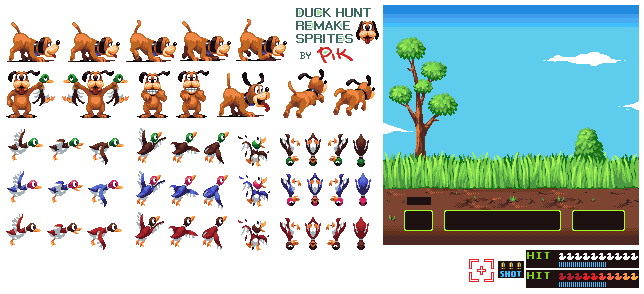 DUCK HUNT
REMAKE
SPRITES
BY PiK
HIT
SHOT
HIT